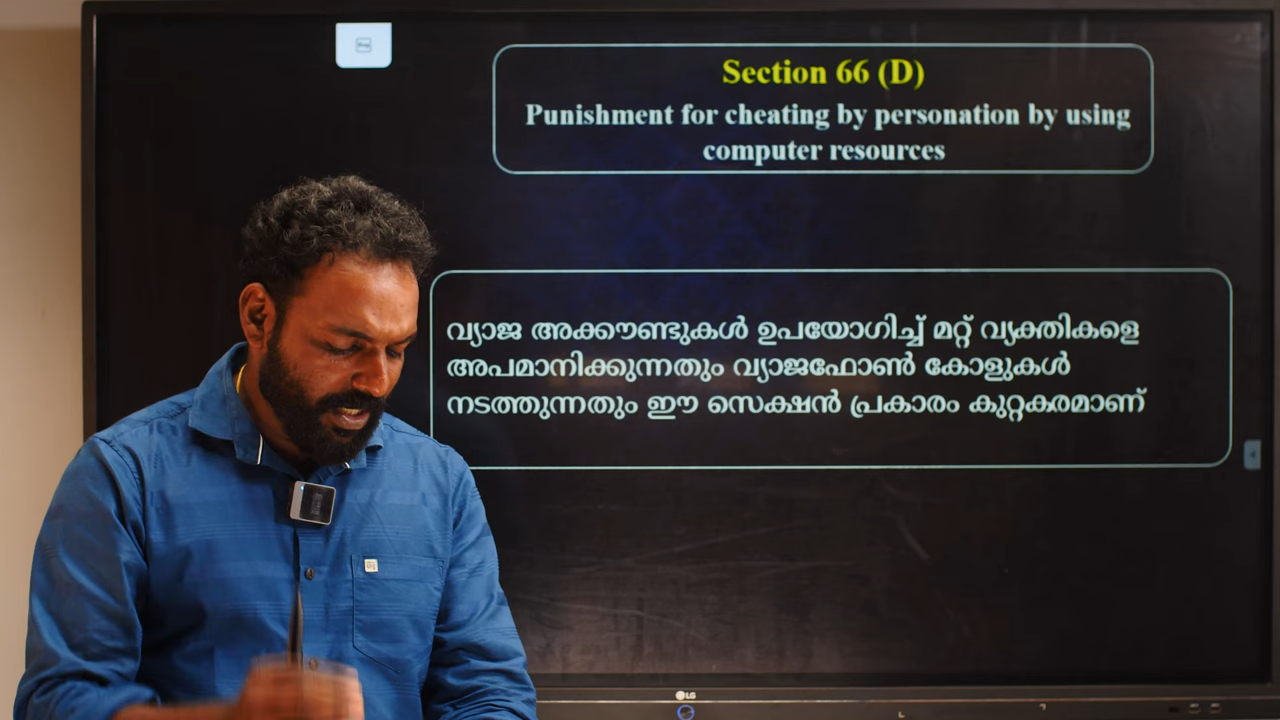 Section 66 (D)
Punishment for cheating by personation by using
computer resources
വ്യാജ അക്കൗണ്ടുകൾ ഉപയോഗിച്ച് മറ്റ് വ്യക്തികളെ
അപമാനിക്കുന്നതും വ്യാജഫോൺ കോളുകൾ
നടത്തുന്നതും ഈ സെക്ഷൻ പ്രകാരം കുറ്റകരമാണ്
LG